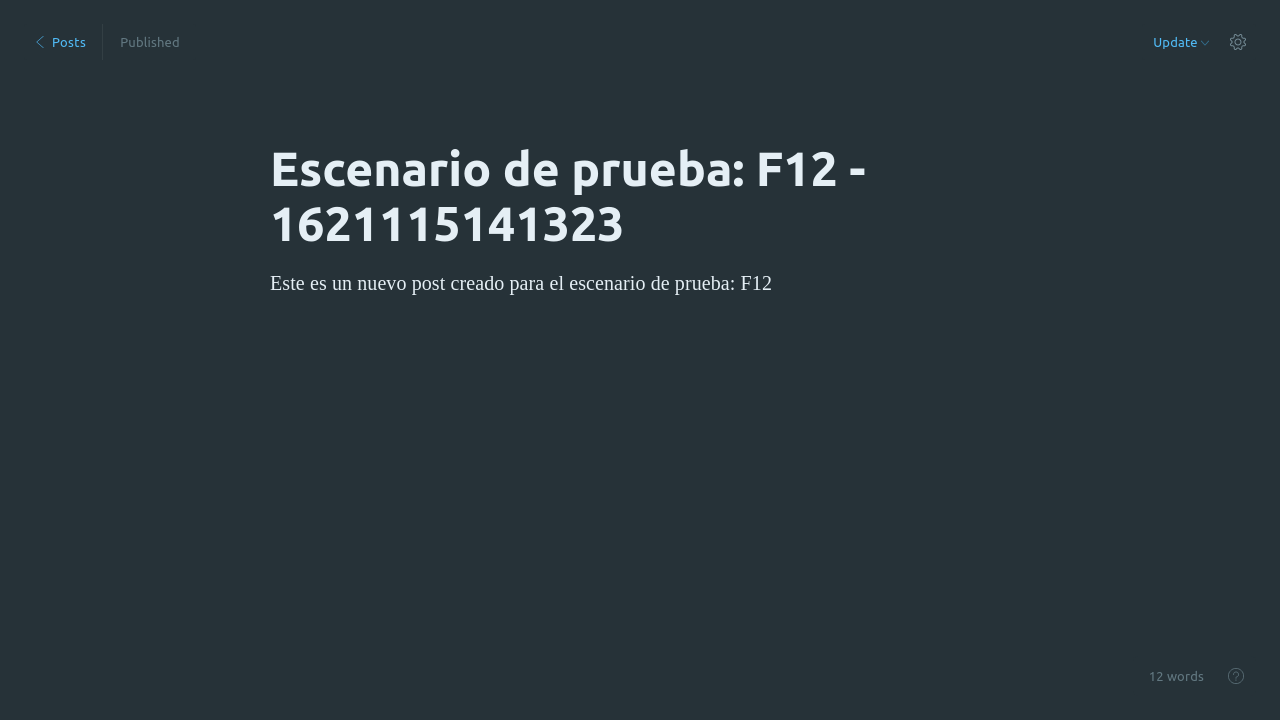 Posts
Published
Update
Escenario de prueba: F12 -
1621115141323
Este es un nuevo post creado para el escenario de prueba: F12
12 words